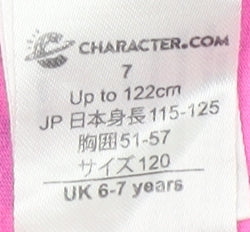 CHARACTER.COM
7
Up to 122cm
JP 日本身長115-125
胸囲51-57
サイズ120
UK 6-7 years